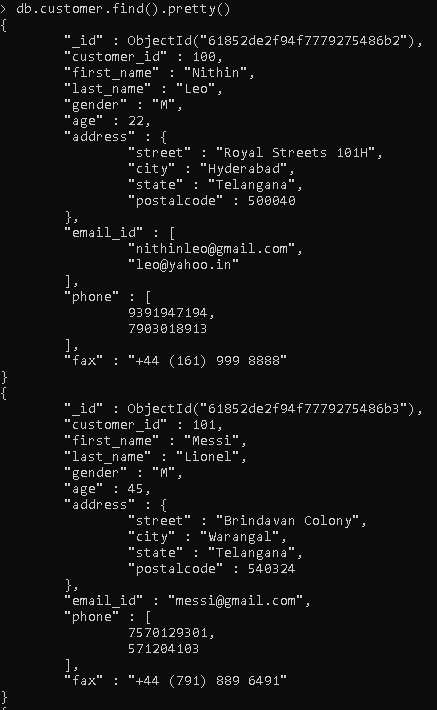 > db.customer.find().pretty()
{
"_id" : ObjectId("61852de2f94f7779275486b2"),
"customer_id" : 100,
"first_name" : "Nithin",
"last_name" : "Leo",
"gender" : "M",
"age" : 22,
"address" : {
"street" : "Royal Streets 101H",
"city" : "Hyderabad",
"state" : "Telangana",
"postalcode" : 500040
},
"email_id" : [
"nithinleo@gmail.com",
"leo@yahoo.in"
],
"phone" : [
9391947194,
7903018913
],
"fax" : "+44 (161) 999 8888"
}
{
"_id" : ObjectId("61852de2f94f7779275486b3"),
"customer_id" : 101,
"first_name" : "Messi",
"last_name" : "Lionel",
"gender" : "M",
"age" : 45,
"address" : {
"street" : "Brindavan Colony",
"city" : "Warangal",
"state" : "Telangana",
"postalcode" : 540324
},
"email_id" : "messi@gmail.com",
"phone" : [
7570129301,
571204103
],
"fax" : "+44 (791) 889 6491"
}
{